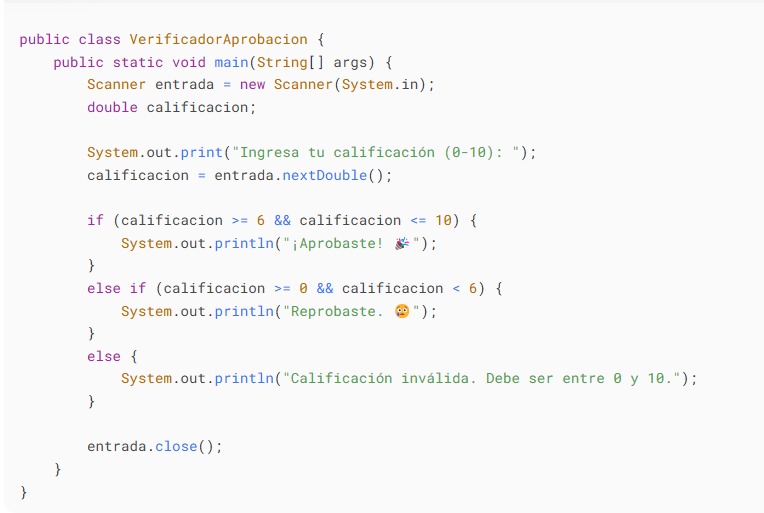 public class VerificadorAprobacion {
    public static void main(String[] args) {
        Scanner entrada = new Scanner(System.in);
        double calificacion;

        System.out.print("Ingresa tu calificación (0-10): ");
        calificacion = entrada.nextDouble();

        if (calificacion >= 6 && calificacion <= 10) {
            System.out.println("¡Aprobaste! 🎉");
        }
        else if (calificacion >= 0 && calificacion < 6) {
            System.out.println("Reprobaste. 😢");
        }
        else {
            System.out.println("Calificación inválida. Debe ser entre 0 y 10.");
        }

        entrada.close();
    }
}